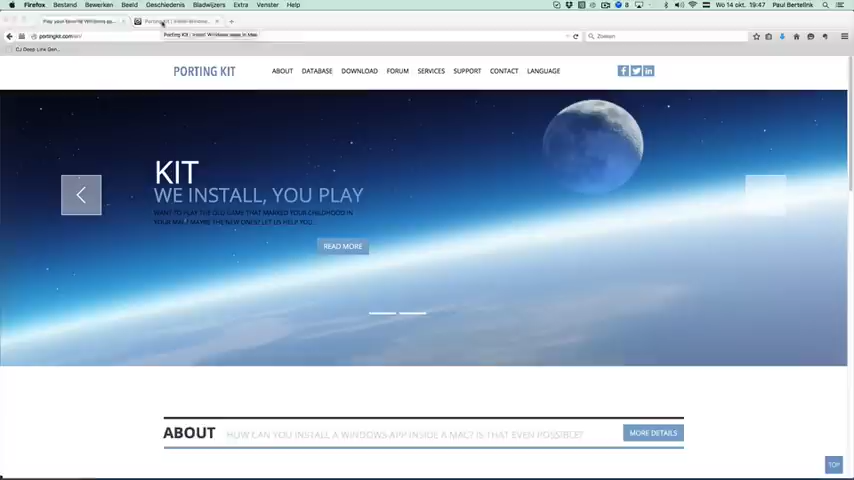 Firefox Bestand Bewerken Beeld Geschiedenis Bladwijzers Extra Venster Help
Wo 14 okt. 19:47 Paul Bertelink
Play your favorite Windows
Porting Kit | Install Windows
Porting Kit | Install Windows
portingkit.com
Zoeken
CJ Deep Link Gen...
PORTING KIT
ABOUT DATABASE DOWNLOAD FORUM SERVICES SUPPORT CONTACT LANGUAGE
KIT
WE INSTALL, YOU PLAY
WANT TO PLAY THE OLD GAME THAT MARKED YOUR CHILDHOOD IN
YOUR MAC? MAYBE THE NEW ONES? LET US HELP YOU.
READ MORE
ABOUT HOW CAN YOU INSTALL A WINDOWS APP INSIDE A MAC? IS THAT EVEN POSSIBLE? MORE DETAILS
TOP